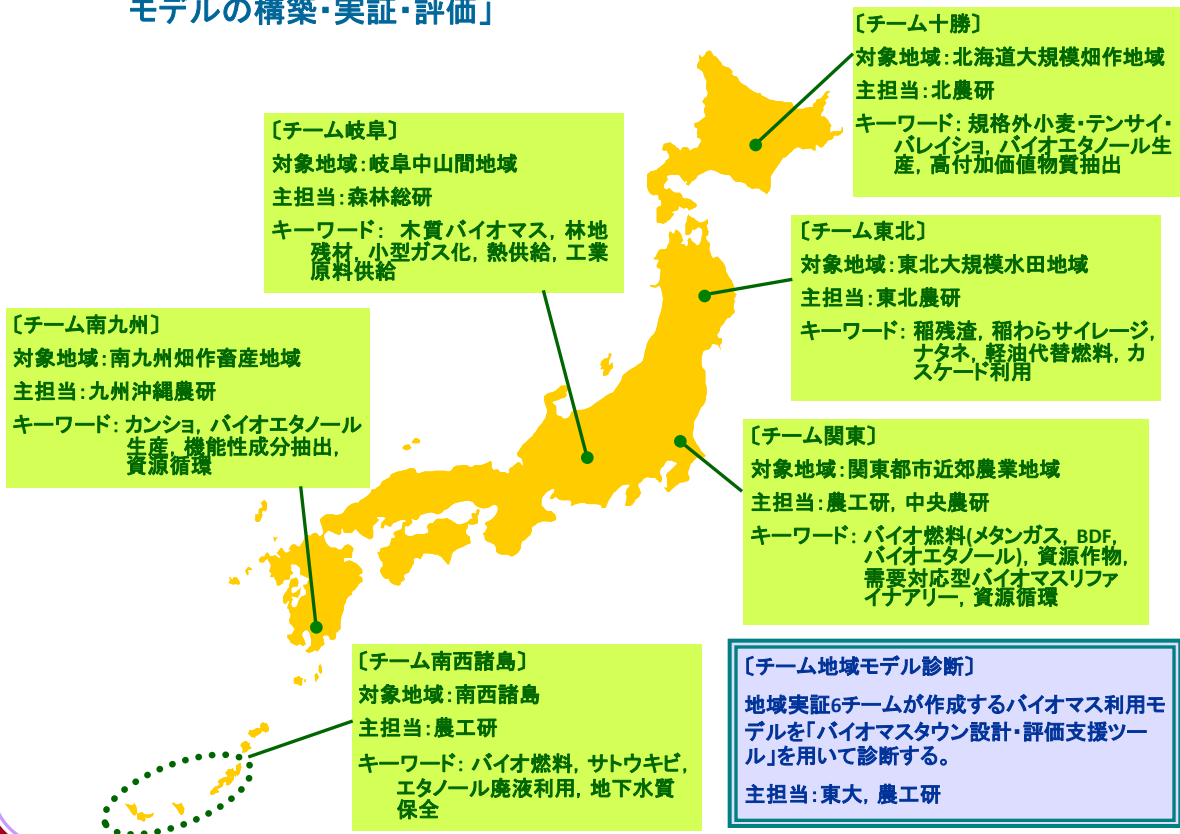 モデルの構築・実証・評価」
〔チーム十勝〕
対象地域：北海道大規模畑作地域
主担当：北農研
キーワード：規格外小麦・テンサイ・
バレイショ，バイオエタノール生
産，高付加価値物質抽出
〔チーム岐阜〕
対象地域：岐阜中山間地域
主担当：森林総研
キーワード： 木質バイオマス，林地
残材，小型ガス化，熱供給，工業
原料供給
〔チーム東北〕
対象地域：東北大規模水田地域
主担当：東北農研
キーワード：稲残渣，稲わらサイレージ，
ナタネ，軽油代替燃料，カ
スケード利用
〔チーム南九州〕
対象地域：南九州畑作畜産地域
主担当：九州沖縄農研
キーワード：カンショ，バイオエタノール
生産，機能性成分抽出，
資源循環
〔チーム関東〕
対象地域：関東都市近郊農業地域
主担当：農工研，中央農研
キーワード：バイオ燃料(メタンガス，BDF，
バイオエタノール)，資源作物，
需要対応型バイオマスリファ
イナアリー，資源循環
〔チーム南西諸島〕
対象地域：南西諸島
主担当：農工研
キーワード：バイオ燃料，サトウキビ，
エタノール廃液利用，地下水質
保全
〔チーム地域モデル診断〕
地域実証6チームが作成するバイオマス利用モ
デルを「バイオマスタウン設計・評価支援ツー
ル」を用いて診断する。
主担当：東大，農工研